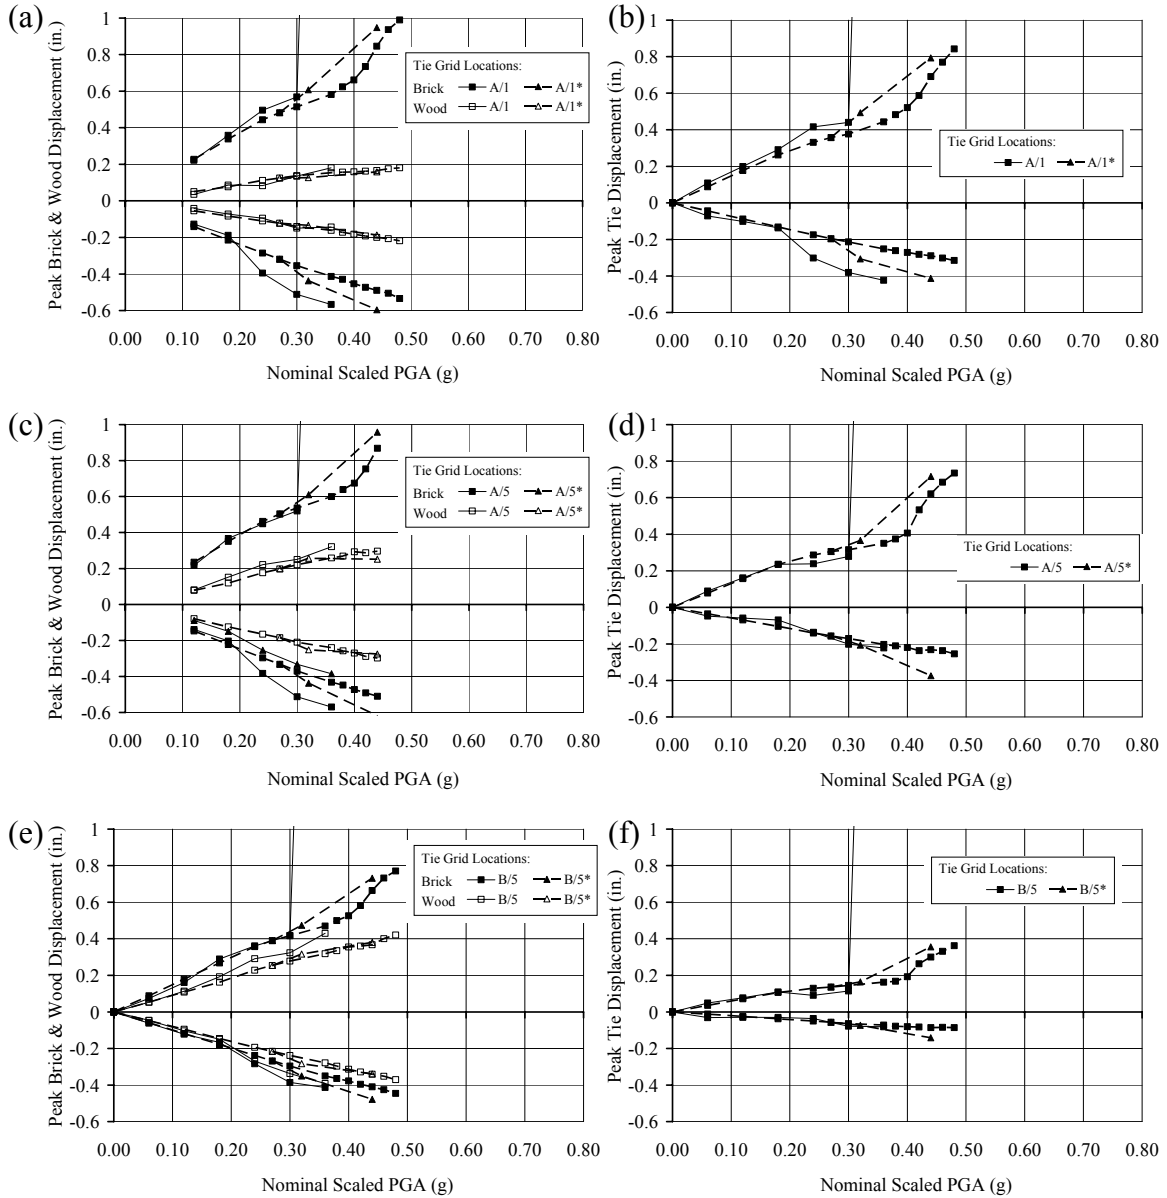 (a)
Peak Brick & Wood Displacement (in.)
1
0.8
0.6
0.4
0.2
0
-0.2
-0.4
-0.6
Tie Grid Locations:
Brick A/1 A/1*
Wood A/1 A/1*
0.00 0.10 0.20 0.30 0.40 0.50 0.60 0.70 0.80
Nominal Scaled PGA (g)
(b)
Peak Tie Displacement (in.)
1
0.8
0.6
0.4
0.2
0
-0.2
-0.4
-0.6
Tie Grid Locations:
A/1 A/1*
0.00 0.10 0.20 0.30 0.40 0.50 0.60 0.70 0.80
Nominal Scaled PGA (g)
(c)
Peak Brick & Wood Displacement (in.)
1
0.8
0.6
0.4
0.2
0
-0.2
-0.4
-0.6
Tie Grid Locations:
Brick A/5 A/5*
Wood A/5 A/5*
0.00 0.10 0.20 0.30 0.40 0.50 0.60 0.70 0.80
Nominal Scaled PGA (g)
(d)
Peak Tie Displacement (in.)
1
0.8
0.6
0.4
0.2
0
-0.2
-0.4
-0.6
Tie Grid Locations:
A/5 A/5*
0.00 0.10 0.20 0.30 0.40 0.50 0.60 0.70 0.80
Nominal Scaled PGA (g)
(e)
Peak Brick & Wood Displacement (in.)
1
0.8
0.6
0.4
0.2
0
-0.2
-0.4
-0.6
Tie Grid Locations:
Brick B/5 B/5*
Wood B/5 B/5*
0.00 0.10 0.20 0.30 0.40 0.50 0.60 0.70 0.80
Nominal Scaled PGA (g)
(f)
Peak Tie Displacement (in.)
1
0.8
0.6
0.4
0.2
0
-0.2
-0.4
-0.6
Tie Grid Locations:
B/5 B/5*
0.00 0.10 0.20 0.30 0.40 0.50 0.60 0.70 0.80
Nominal Scaled PGA (g)